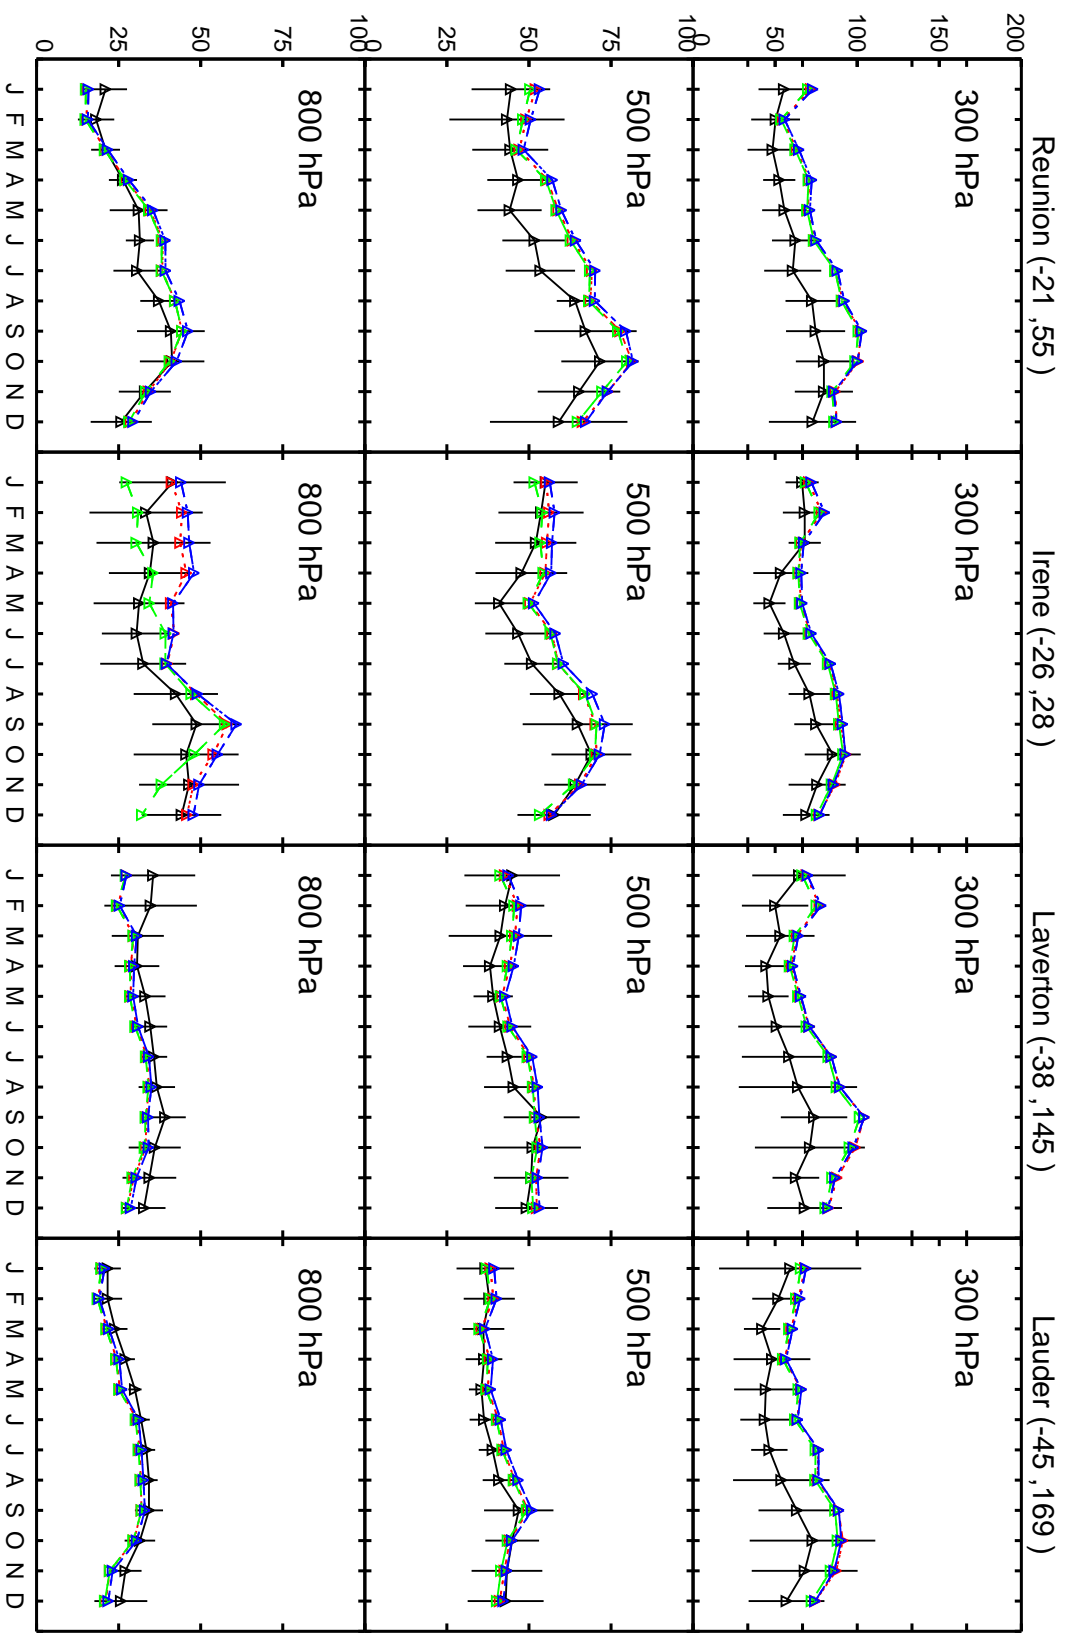 Reunion (-21 ,55 )
Irene (-26 ,28 )
Laverton (-38 ,145 )
Lauder (-45 ,169 )
200
150
100
50
0
300 hPa
300 hPa
300 hPa
300 hPa
100
75
50
25
0
500 hPa
500 hPa
500 hPa
500 hPa
100
75
50
25
0
800 hPa
800 hPa
800 hPa
800 hPa
J F M A M J J A S O N D
J F M A M J J A S O N D
J F M A M J J A S O N D
J F M A M J J A S O N D